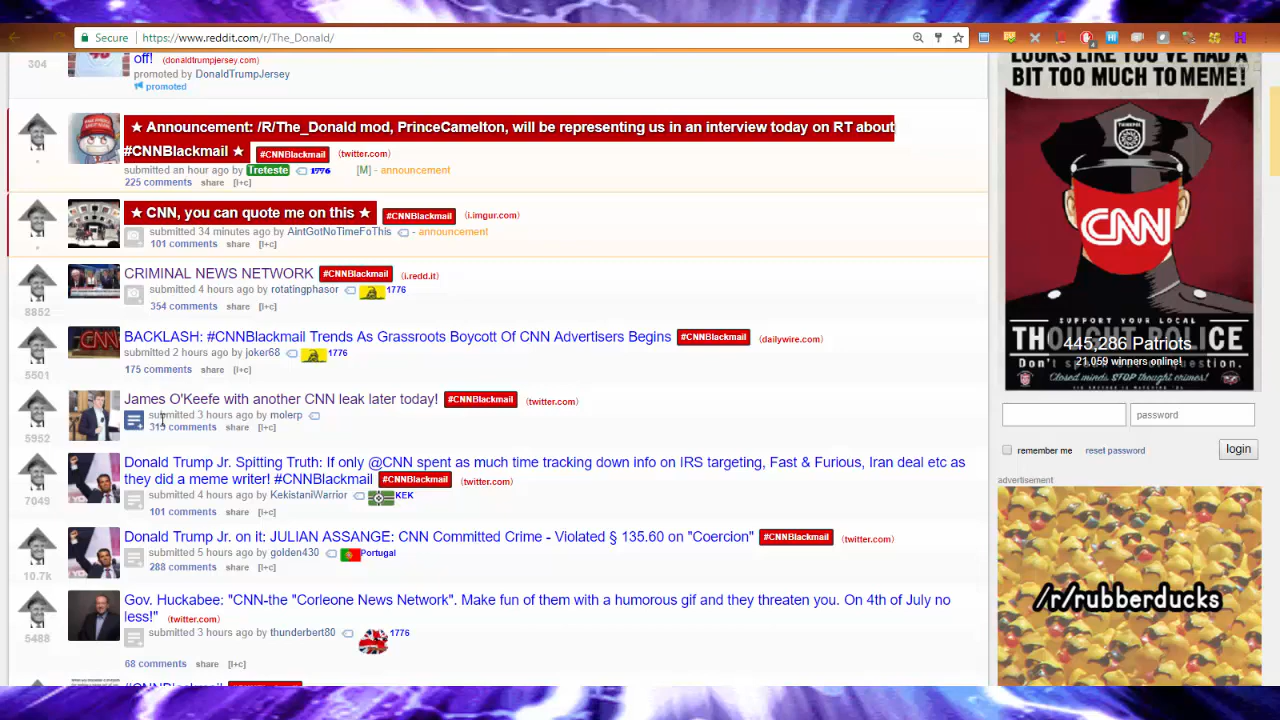 Secure https://www.reddit.com/r/The_Donald/
304
off! (donaldtrumpjersey.com)
promoted by DonaldTrumpJersey
promoted
★ Announcement: /R/The_Donald mod, PrinceCamelton, will be representing us in an interview today on RT about
#CNNBlackmail ★ #CNNBlackmail (twitter.com)
submitted an hour ago by Treteste 1776 [M] - announcement
225 comments share [l+c]
★ CNN, you can quote me on this ★ #CNNBlackmail (i.imgur.com)
submitted 34 minutes ago by AintGotNoTimeFoThis - announcement
101 comments share [l+c]
CRIMINAL NEWS NETWORK #CNNBlackmail (i.redd.it)
submitted 4 hours ago by rotatingphasor 1776
354 comments share [l+c]
8852
BACKLASH: #CNNBlackmail Trends As Grassroots Boycott Of CNN Advertisers Begins #CNNBlackmail (dailywire.com)
submitted 2 hours ago by joker68 1776
175 comments share [l+c]
5501
James O'Keefe with another CNN leak later today! #CNNBlackmail (twitter.com)
submitted 3 hours ago by molerp
315 comments share [l+c]
5952
Donald Trump Jr. Spitting Truth: If only @CNN spent as much time tracking down info on IRS targeting, Fast & Furious, Iran deal etc as
they did a meme writer! #CNNBlackmail #CNNBlackmail (twitter.com)
submitted 4 hours ago by KekistaniWarrior KEK
7049
101 comments share [l+c]
Donald Trump Jr. on it: JULIAN ASSANGE: CNN Committed Crime - Violated § 135.60 on "Coercion" #CNNBlackmail (twitter.com)
submitted 5 hours ago by golden430 Portugal
288 comments share [l+c]
10.7k
Gov. Huckabee: "CNN-the "Corleone News Network". Make fun of them with a humorous gif and they threaten you. On 4th of July no
less!" (twitter.com)
submitted 3 hours ago by thunderbert80 1776
5488
68 comments share [l+c]
LOOKS LIKE YOU'VE HAD A
BIT TOO MUCH TO MEME!
THINKPOL
CNN
SUPPORT YOUR LOCAL
THOUGHT POLICE
445,286 Patriots
21,059 winners online!
Closed minds STOP thought crimes!
password
remember me reset password login
advertisement
/r/rubberducks